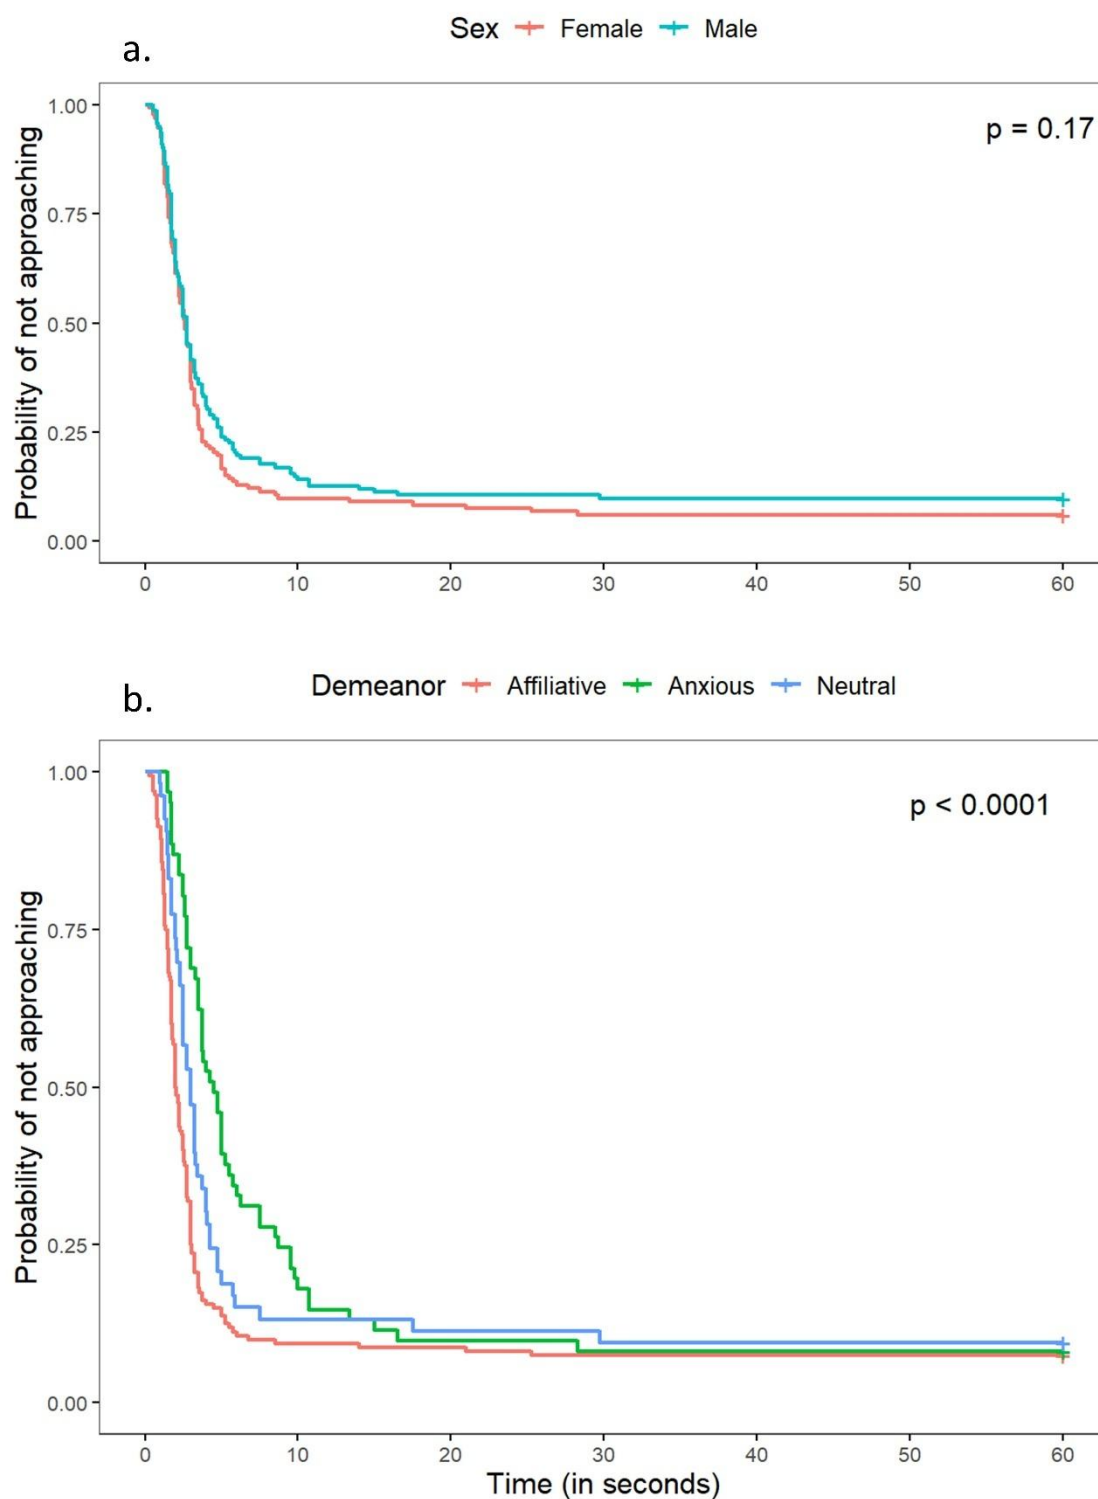 Sex Female Male
a.
p = 0.17
Probability of not approaching
1.00
0.75
0.50
0.25
0.00
0 10 20 30 40 50 60
Demeanor Affiliative Anxious Neutral
b.
p < 0.0001
Probability of not approaching
1.00
0.75
0.50
0.25
0.00
0 10 20 30 40 50 60
Time (in seconds)